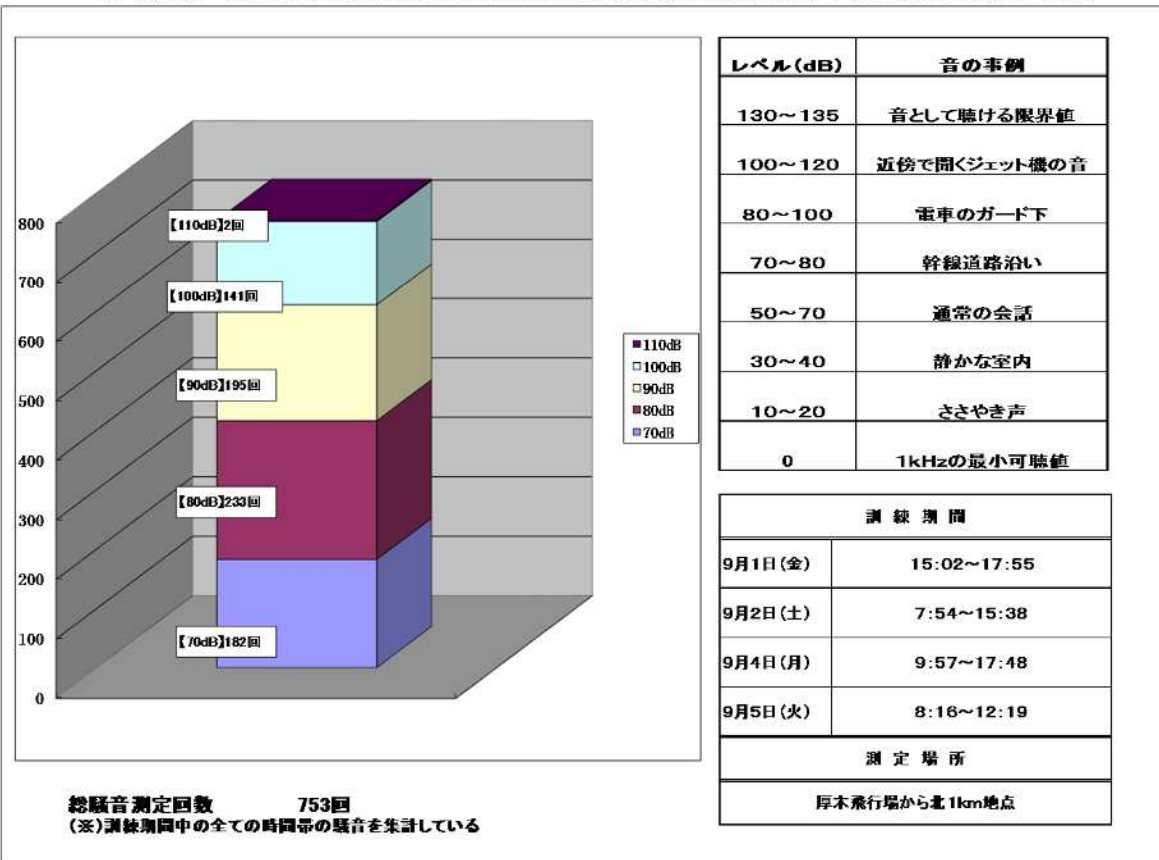 800
700
600
500
400
300
200
100
0
【110dB】2回
【100dB】141回
【90dB】195回
【80dB】233回
【70dB】182回
110dB
100dB
90dB
80dB
70dB
レベル(dB) 音の事例
130～135 音として聴ける限界値
100～120 近傍で聞くジェット機の音
80～100 電車のガード下
70～80 幹線道路沿い
50～70 通常の会話
30～40 静かな室内
10～20 ささやき声
0 1kHzの最小可聴値
訓練期間
9月1日(金) 15:02～17:55
9月2日(土) 7:54～15:38
9月4日(月) 9:57～17:48
9月5日(火) 8:16～12:19
測定場所
厚木飛行場から北1km地点
総騒音測定回数 753回
(※)訓練期間中の全ての時間帯の騒音を集計している